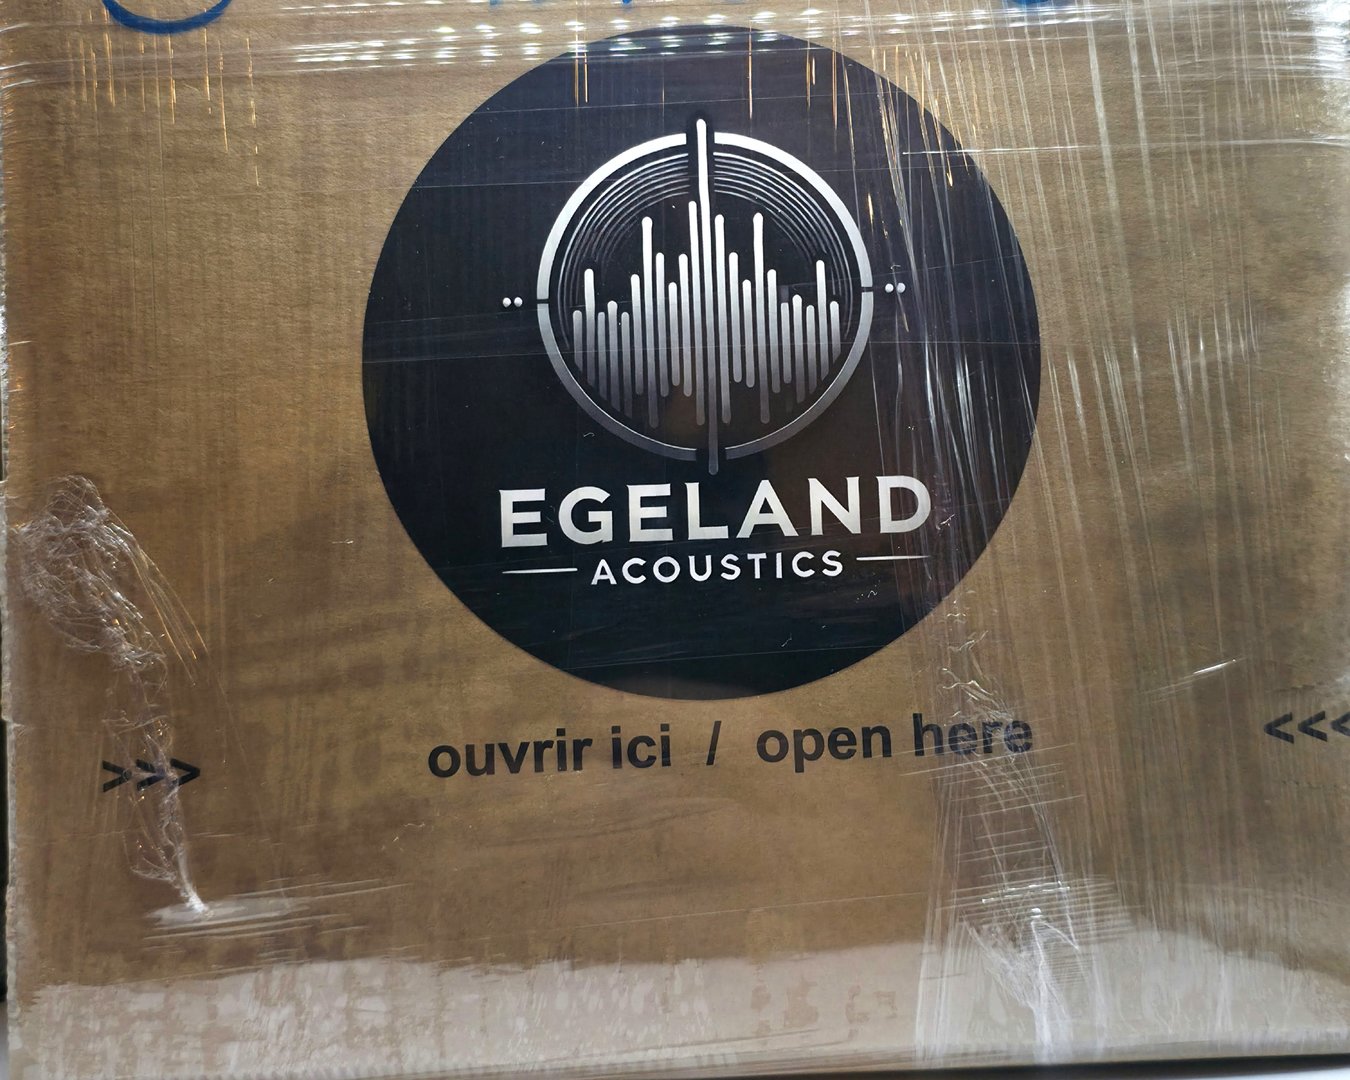 EGELAND
ACOUSTICS
ouvrir ici / open here
>>> <<<